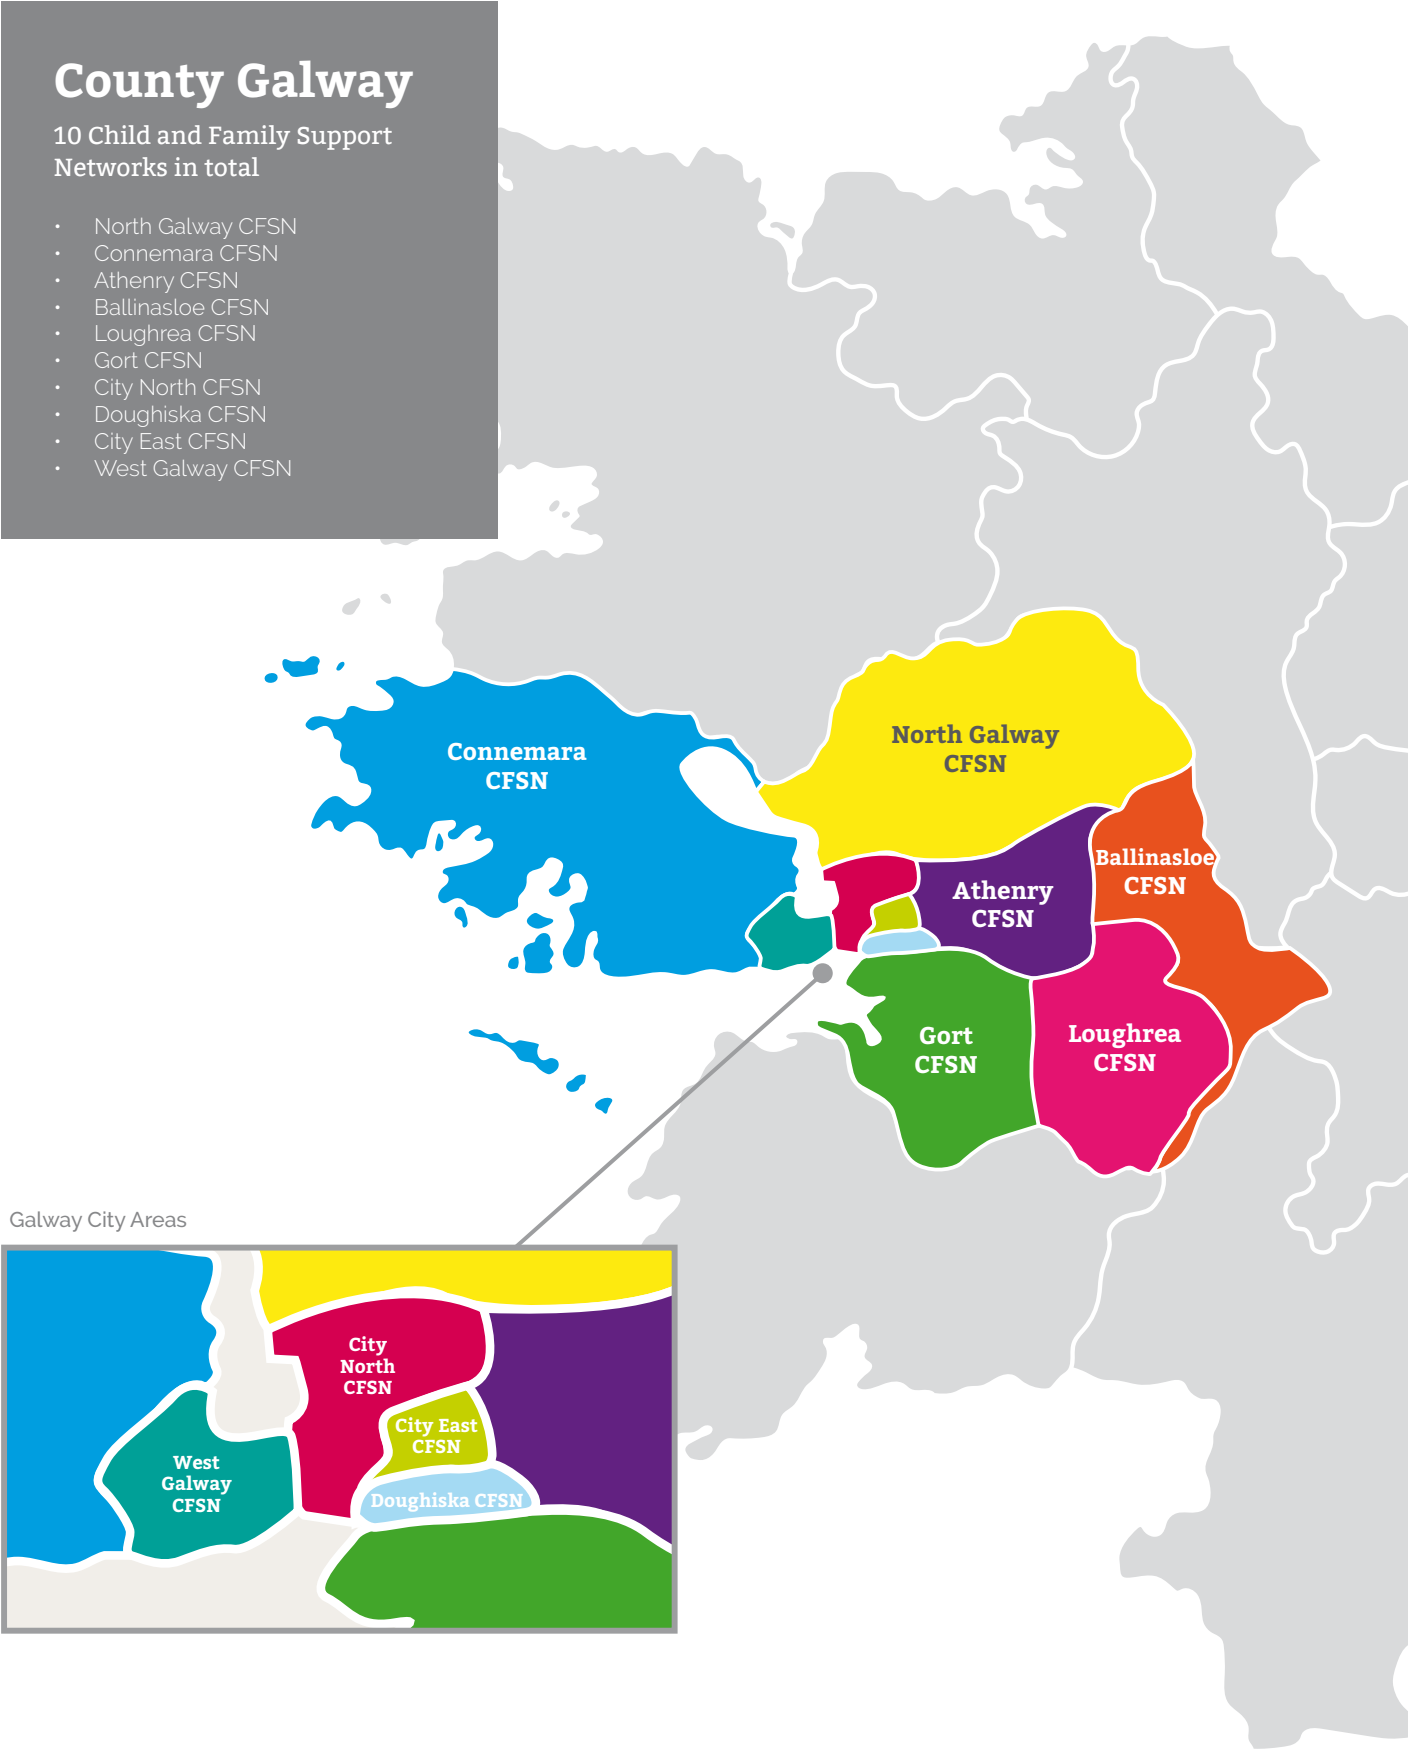 County Galway
10 Child and Family Support
Networks in total
• North Galway CFSN
• Connemara CFSN
• Athenry CFSN
• Ballinasloe CFSN
• Loughrea CFSN
• Gort CFSN
• City North CFSN
• Doughiska CFSN
• City East CFSN
• West Galway CFSN
North Galway
CFSN
Connemara
CFSN
Ballinasloe
CFSN
Athenry
CFSN
Gort
CFSN
Loughrea
CFSN
Galway City Areas
City
North
CFSN
City East
CFSN
West
Galway
CFSN
Doughiska CFSN